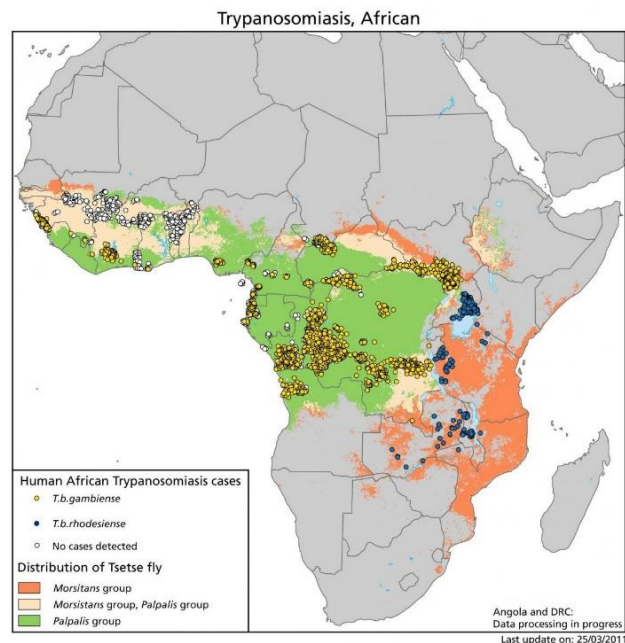 Trypanosomiasis, African
Human African Trypanosomiasis cases
T.b.gambiense
T.b.rhodesiense
No cases detected
Distribution of Tsetse fly
Morsitans group
Morsistans group, Palpalis group
Palpalis group
Angola and DRC:
Data processing in progress
Last update on: 25/03/2011